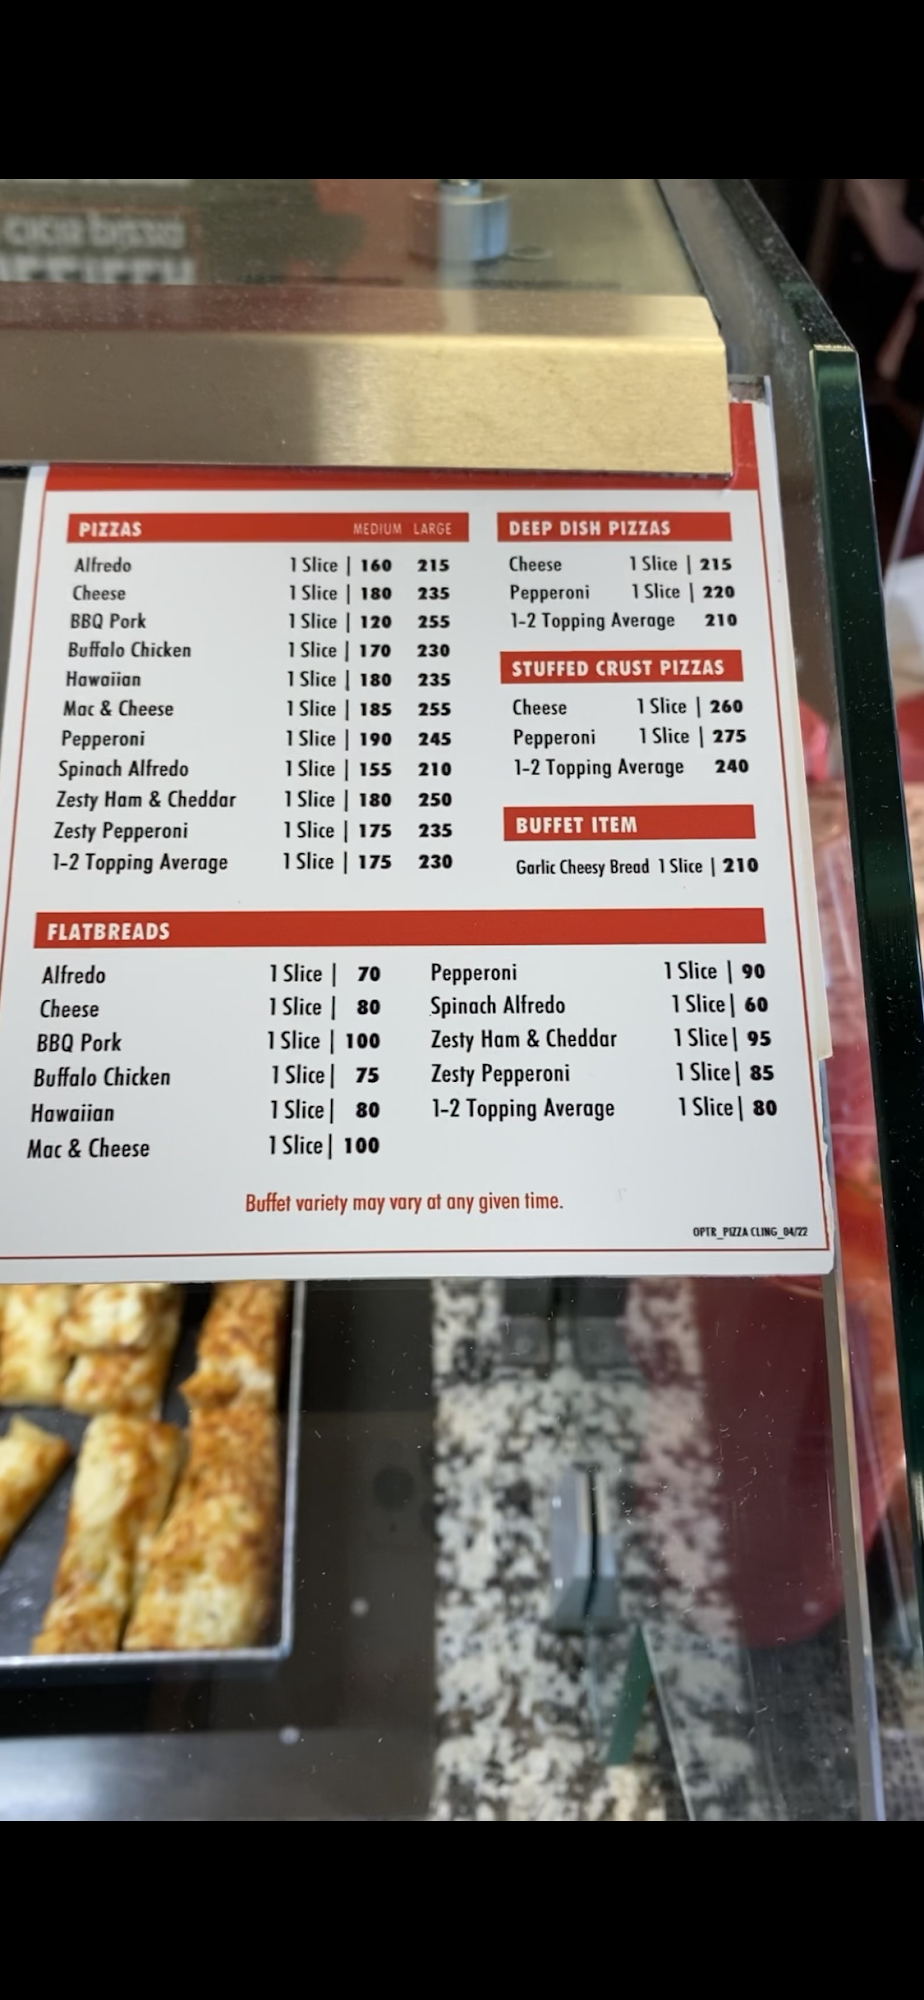 PIZZAS MEDIUM LARGE
Alfredo 1 Slice | 160 215
Cheese 1 Slice | 180 235
BBQ Pork 1 Slice | 120 255
Buffalo Chicken 1 Slice | 170 230
Hawaiian 1 Slice | 180 235
Mac & Cheese 1 Slice | 185 255
Pepperoni 1 Slice | 190 245
Spinach Alfredo 1 Slice | 155 210
Zesty Ham & Cheddar 1 Slice | 180 250
Zesty Pepperoni 1 Slice | 175 235
1-2 Topping Average 1 Slice | 175 230
DEEP DISH PIZZAS
Cheese 1 Slice | 215
Pepperoni 1 Slice | 220
1-2 Topping Average 210
STUFFED CRUST PIZZAS
Cheese 1 Slice | 260
Pepperoni 1 Slice | 275
1-2 Topping Average 240
BUFFET ITEM
Garlic Cheesy Bread 1 Slice | 210
FLATBREADS
Alfredo 1 Slice | 70
Cheese 1 Slice | 80
BBQ Pork 1 Slice | 100
Buffalo Chicken 1 Slice | 75
Hawaiian 1 Slice | 80
Mac & Cheese 1 Slice | 100
Pepperoni 1 Slice | 90
Spinach Alfredo 1 Slice | 60
Zesty Ham & Cheddar 1 Slice | 95
Zesty Pepperoni 1 Slice | 85
1-2 Topping Average 1 Slice | 80
Buffet variety may vary at any given time.
OPTR_PIZZA CLING_04/22